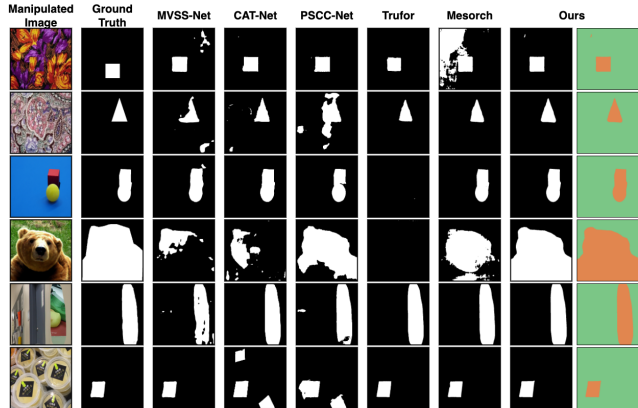 Manipulated Image
Ground Truth
MVSS-Net
CAT-Net
PSCC-Net
Trufor
Mesorch
Ours